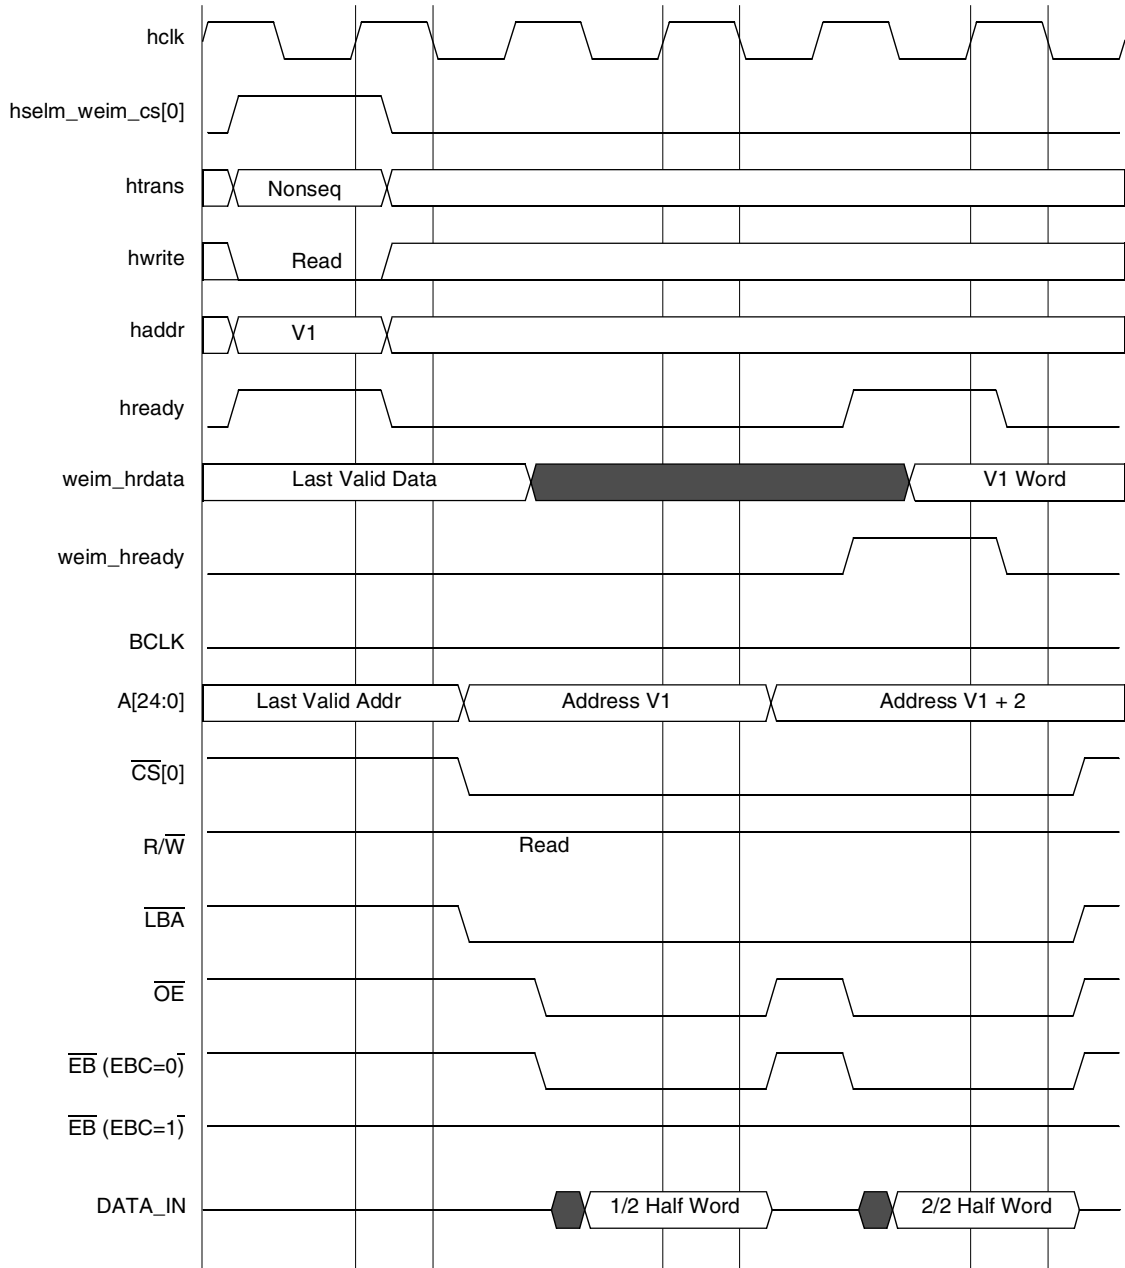 hclk
hselm_weim_cs[0]
htrans Nonseq
hwrite Read
haddr V1
hready
weim_hrdata Last Valid Data V1 Word
weim_hready
BCLK
A[24:0] Last Valid Addr Address V1 Address V1 + 2
CS[0]
R/W Read
LBA
OE
EB (EBC=0)
EB (EBC=1)
DATA_IN 1/2 Half Word 2/2 Half Word